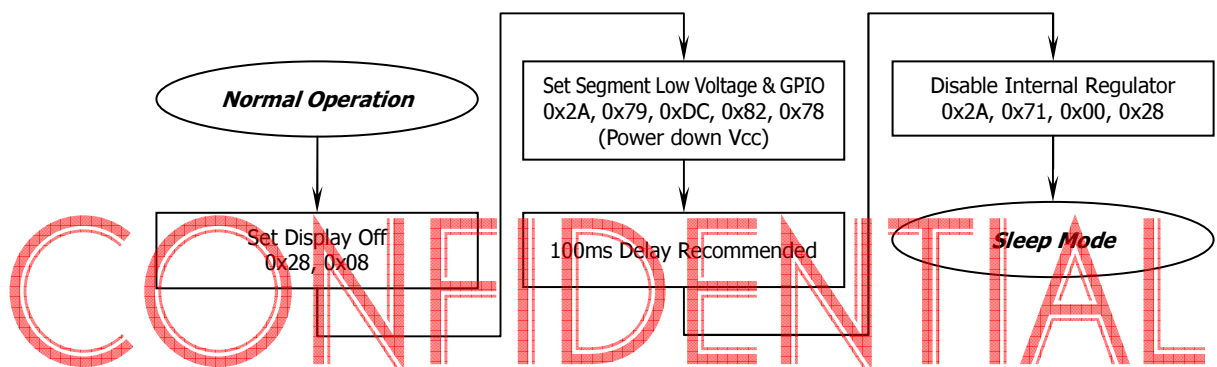 Normal Operation
Set Display Off
0x28, 0x08
Set Segment Low Voltage & GPIO
0x2A, 0x79, 0xDC, 0x82, 0x78
(Power down Vcc)
100ms Delay Recommended
Disable Internal Regulator
0x2A, 0x71, 0x00, 0x28
Sleep Mode
CONFIDENTIAL